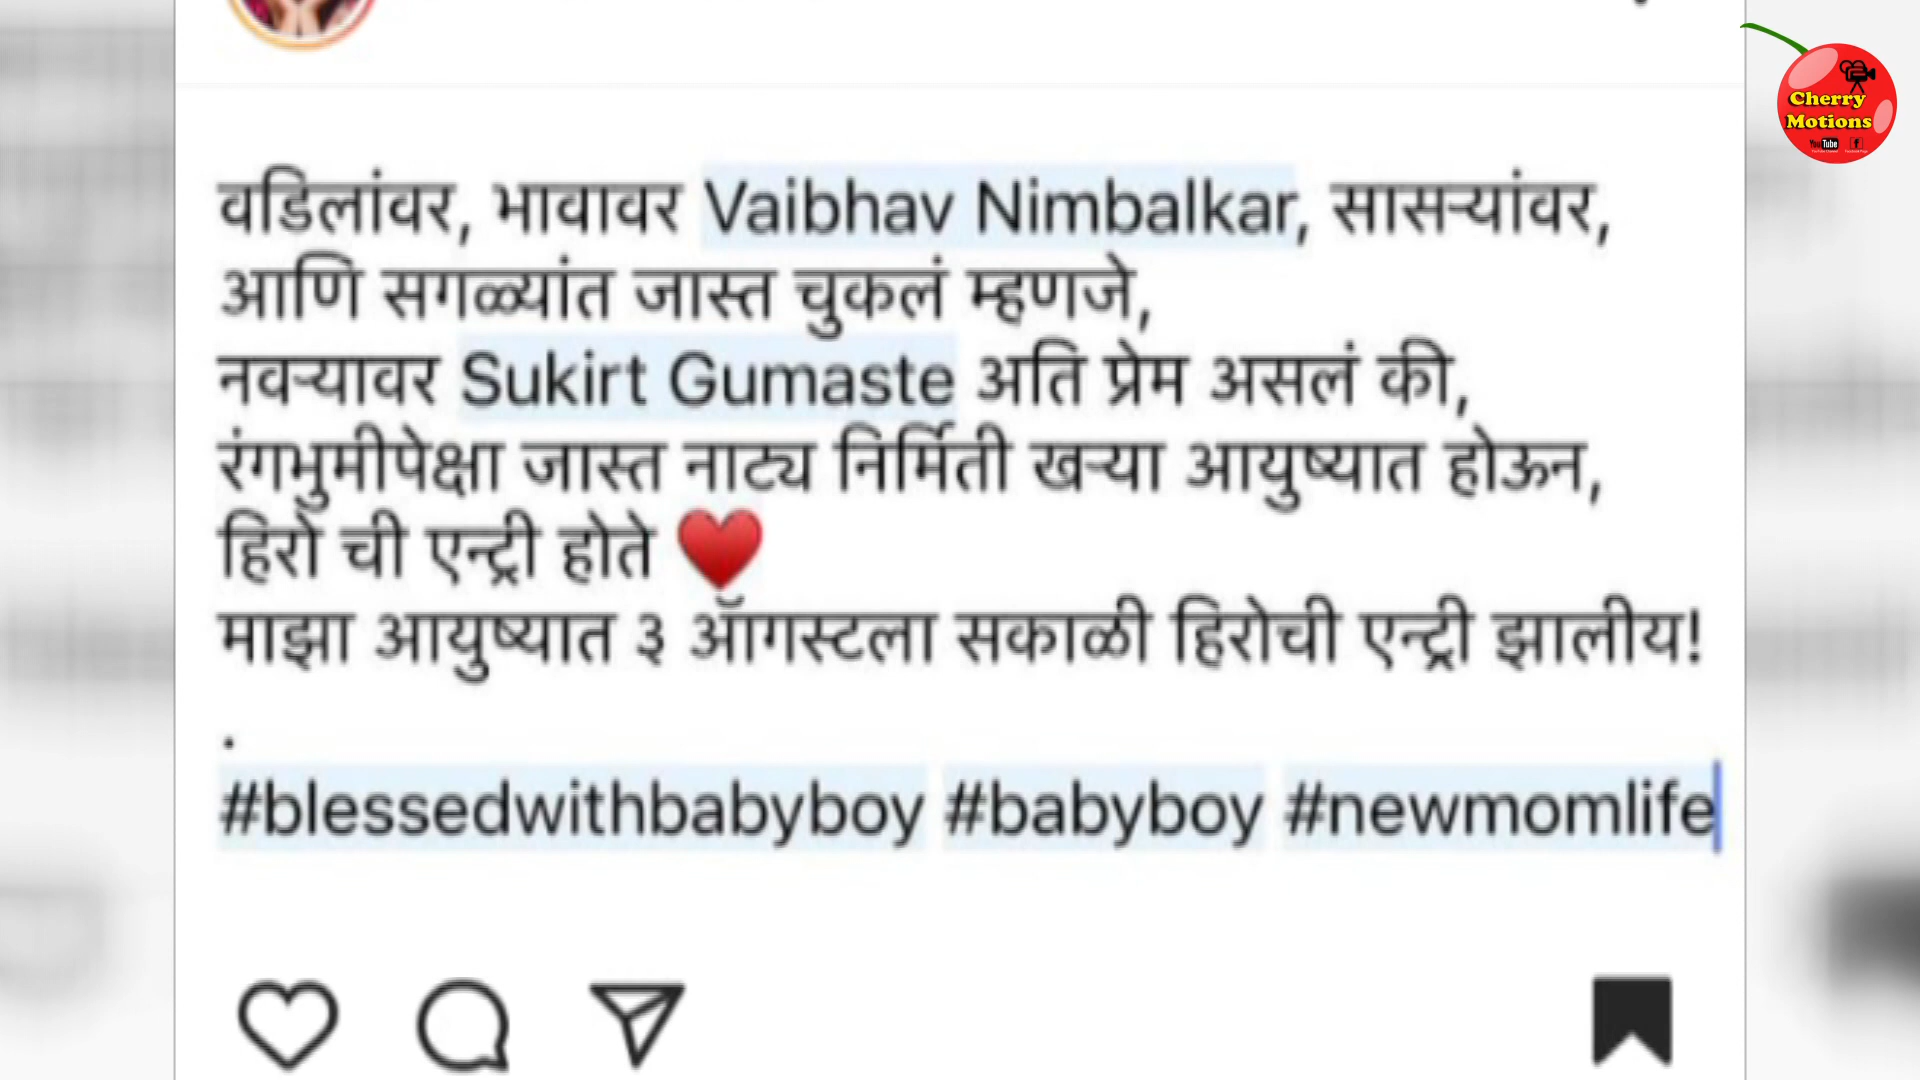 Cherry
Motions
YouTube
वडिलांवर, भावावर Vaibhav Nimbalkar, सासऱ्यांवर,
आणि सगळ्यांत जास्त चुकलं म्हणजे,
नवऱ्यावर Sukirt Gumaste अति प्रेम असलं की,
रंगभुमीपेक्षा जास्त नाट्य निर्मिती खऱ्या आयुष्यात होऊन,
हिरो ची एन्ट्री होते ♥️
माझा आयुष्यात ३ ऑगस्टला सकाळी हिरोची एन्ट्री झालीय!
.
#blessedwithbabyboy #babyboy #newmomlife